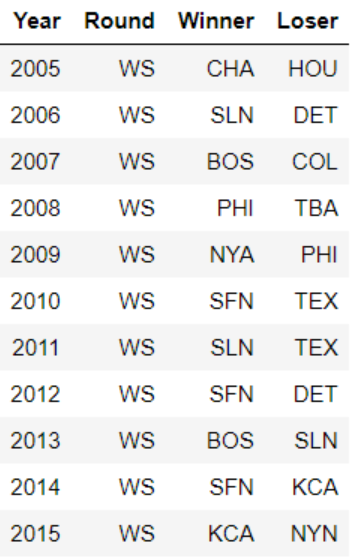 Year Round Winner Loser
2005 WS CHA HOU
2006 WS SLN DET
2007 WS BOS COL
2008 WS PHI TBA
2009 WS NYA PHI
2010 WS SFN TEX
2011 WS SLN TEX
2012 WS SFN DET
2013 WS BOS SLN
2014 WS SFN KCA
2015 WS KCA NYN